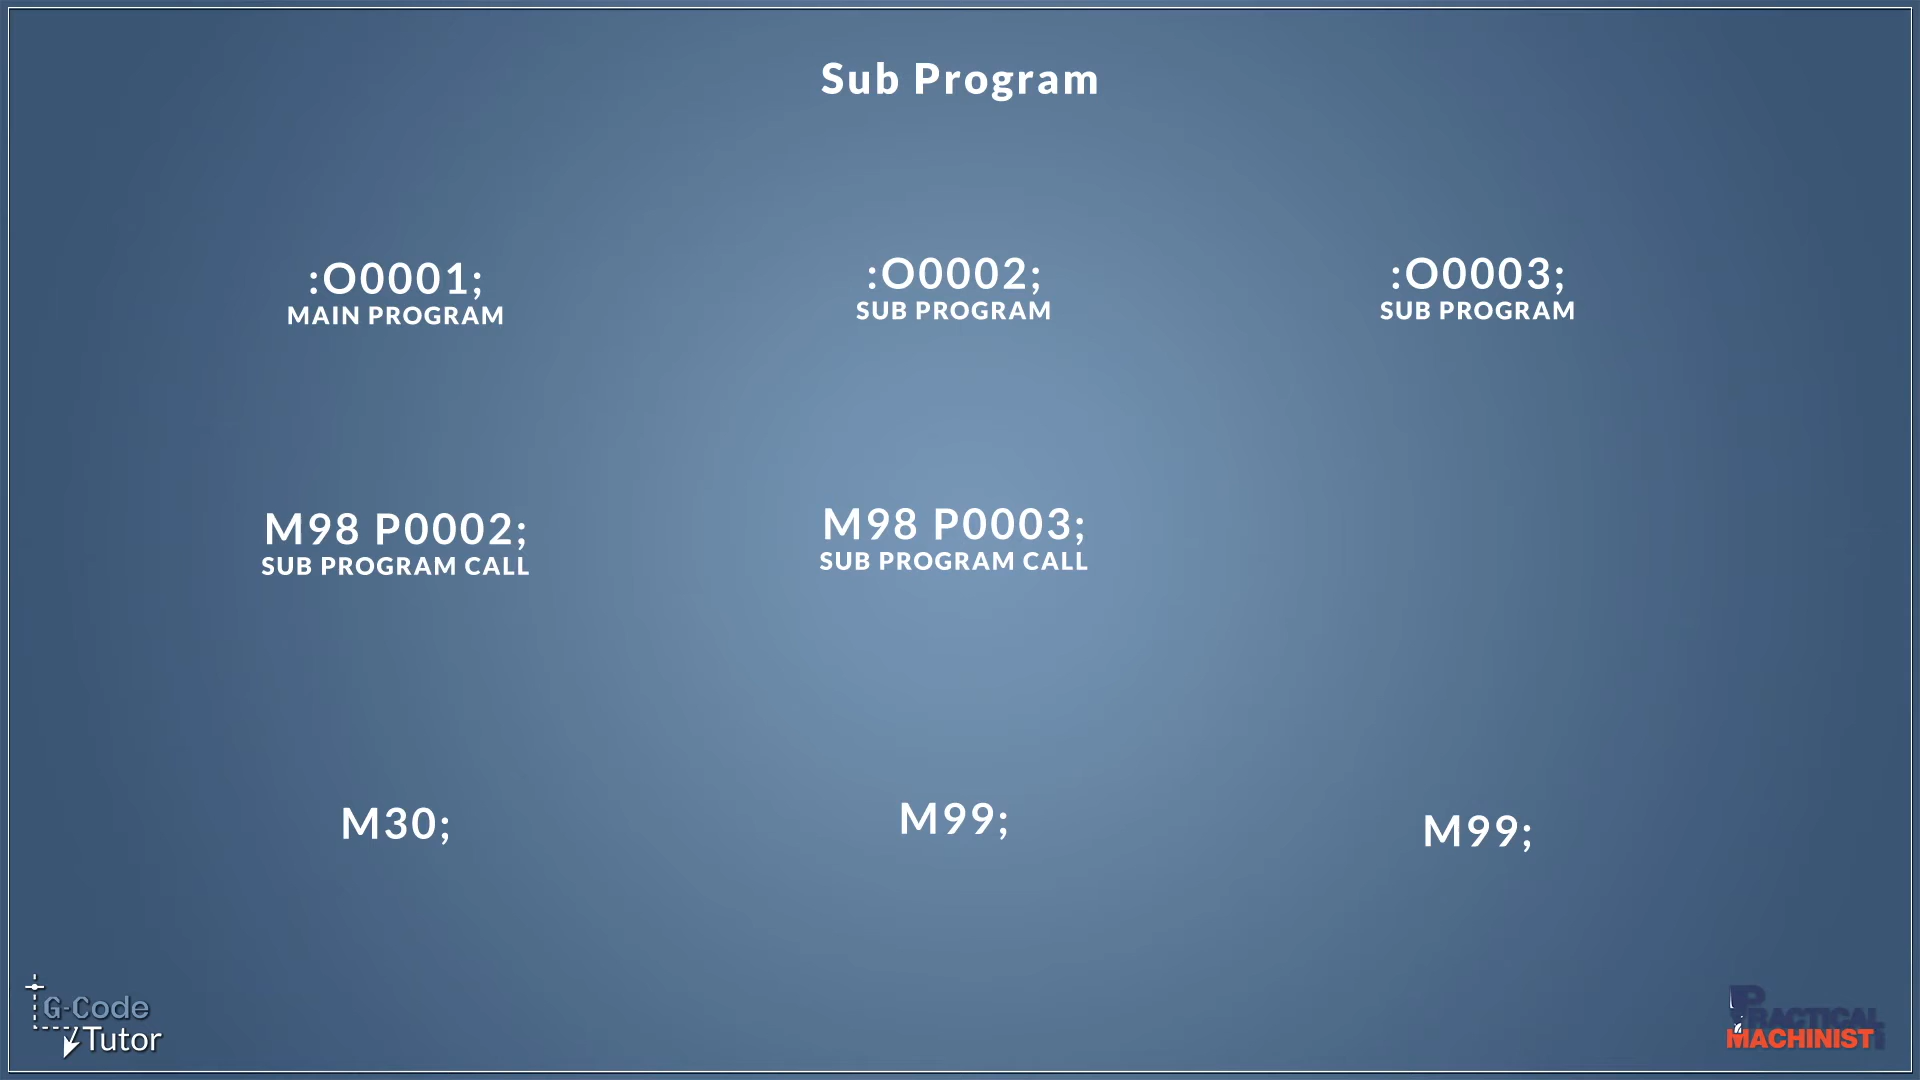 Sub Program
:O0001;
MAIN PROGRAM
:O0002;
SUB PROGRAM
:O0003;
SUB PROGRAM
M98 P0002;
SUB PROGRAM CALL
M98 P0003;
SUB PROGRAM CALL
M30;
M99;
M99;
G-Code
Tutor
PRACTICAL
MACHINIST